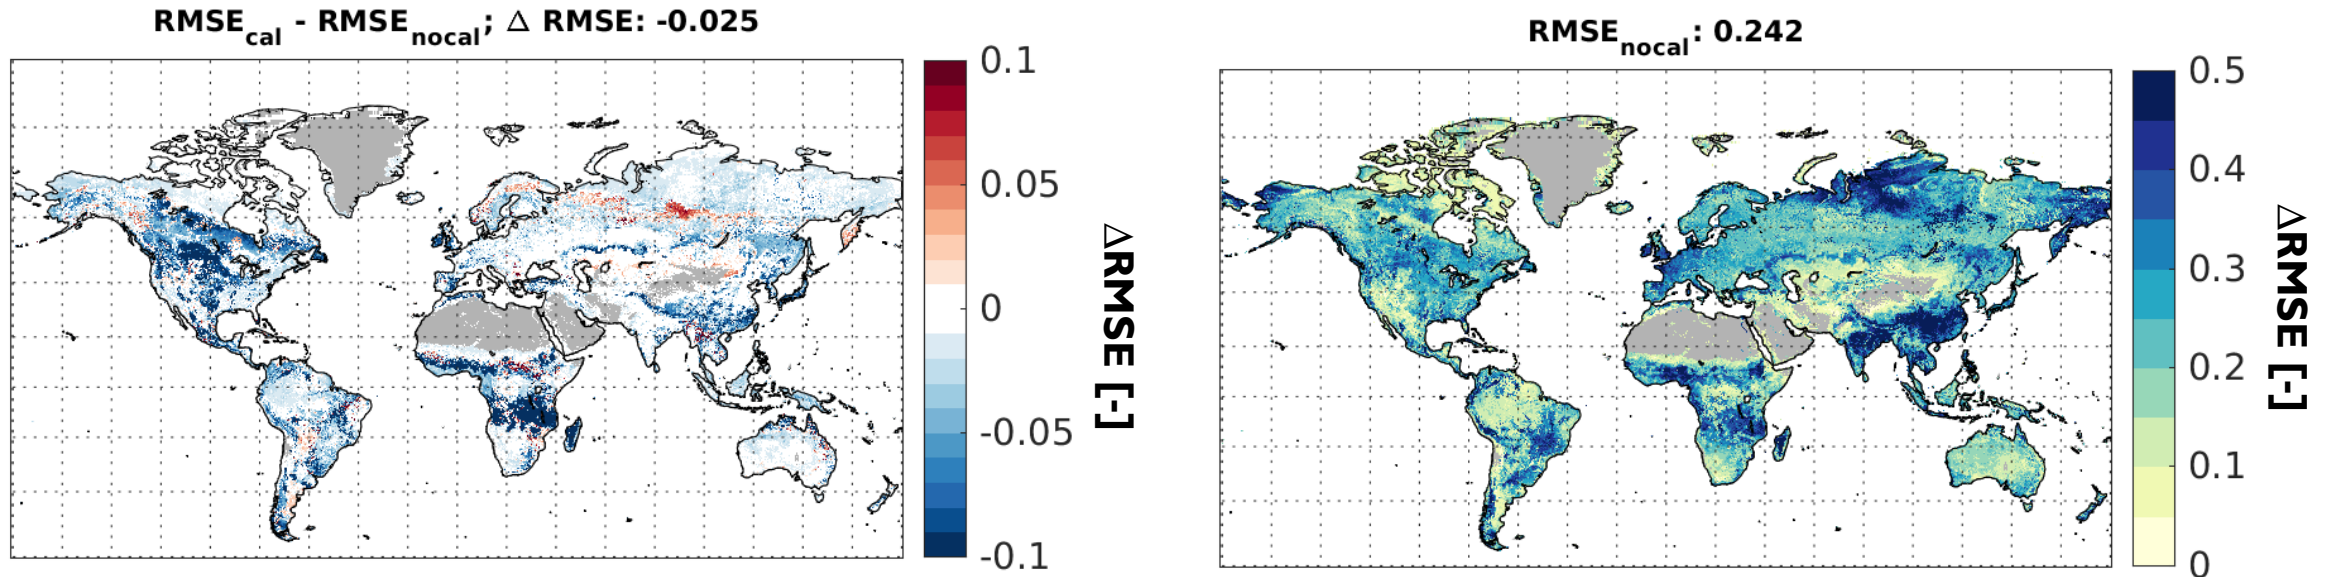 RMSEcal - RMSEnocal; Δ RMSE: -0.025
0.1
0.05
0
-0.05
-0.1
ΔRMSE [-]
RMSEnocal: 0.242
0.5
0.4
0.3
0.2
0.1
0
ΔRMSE [-]